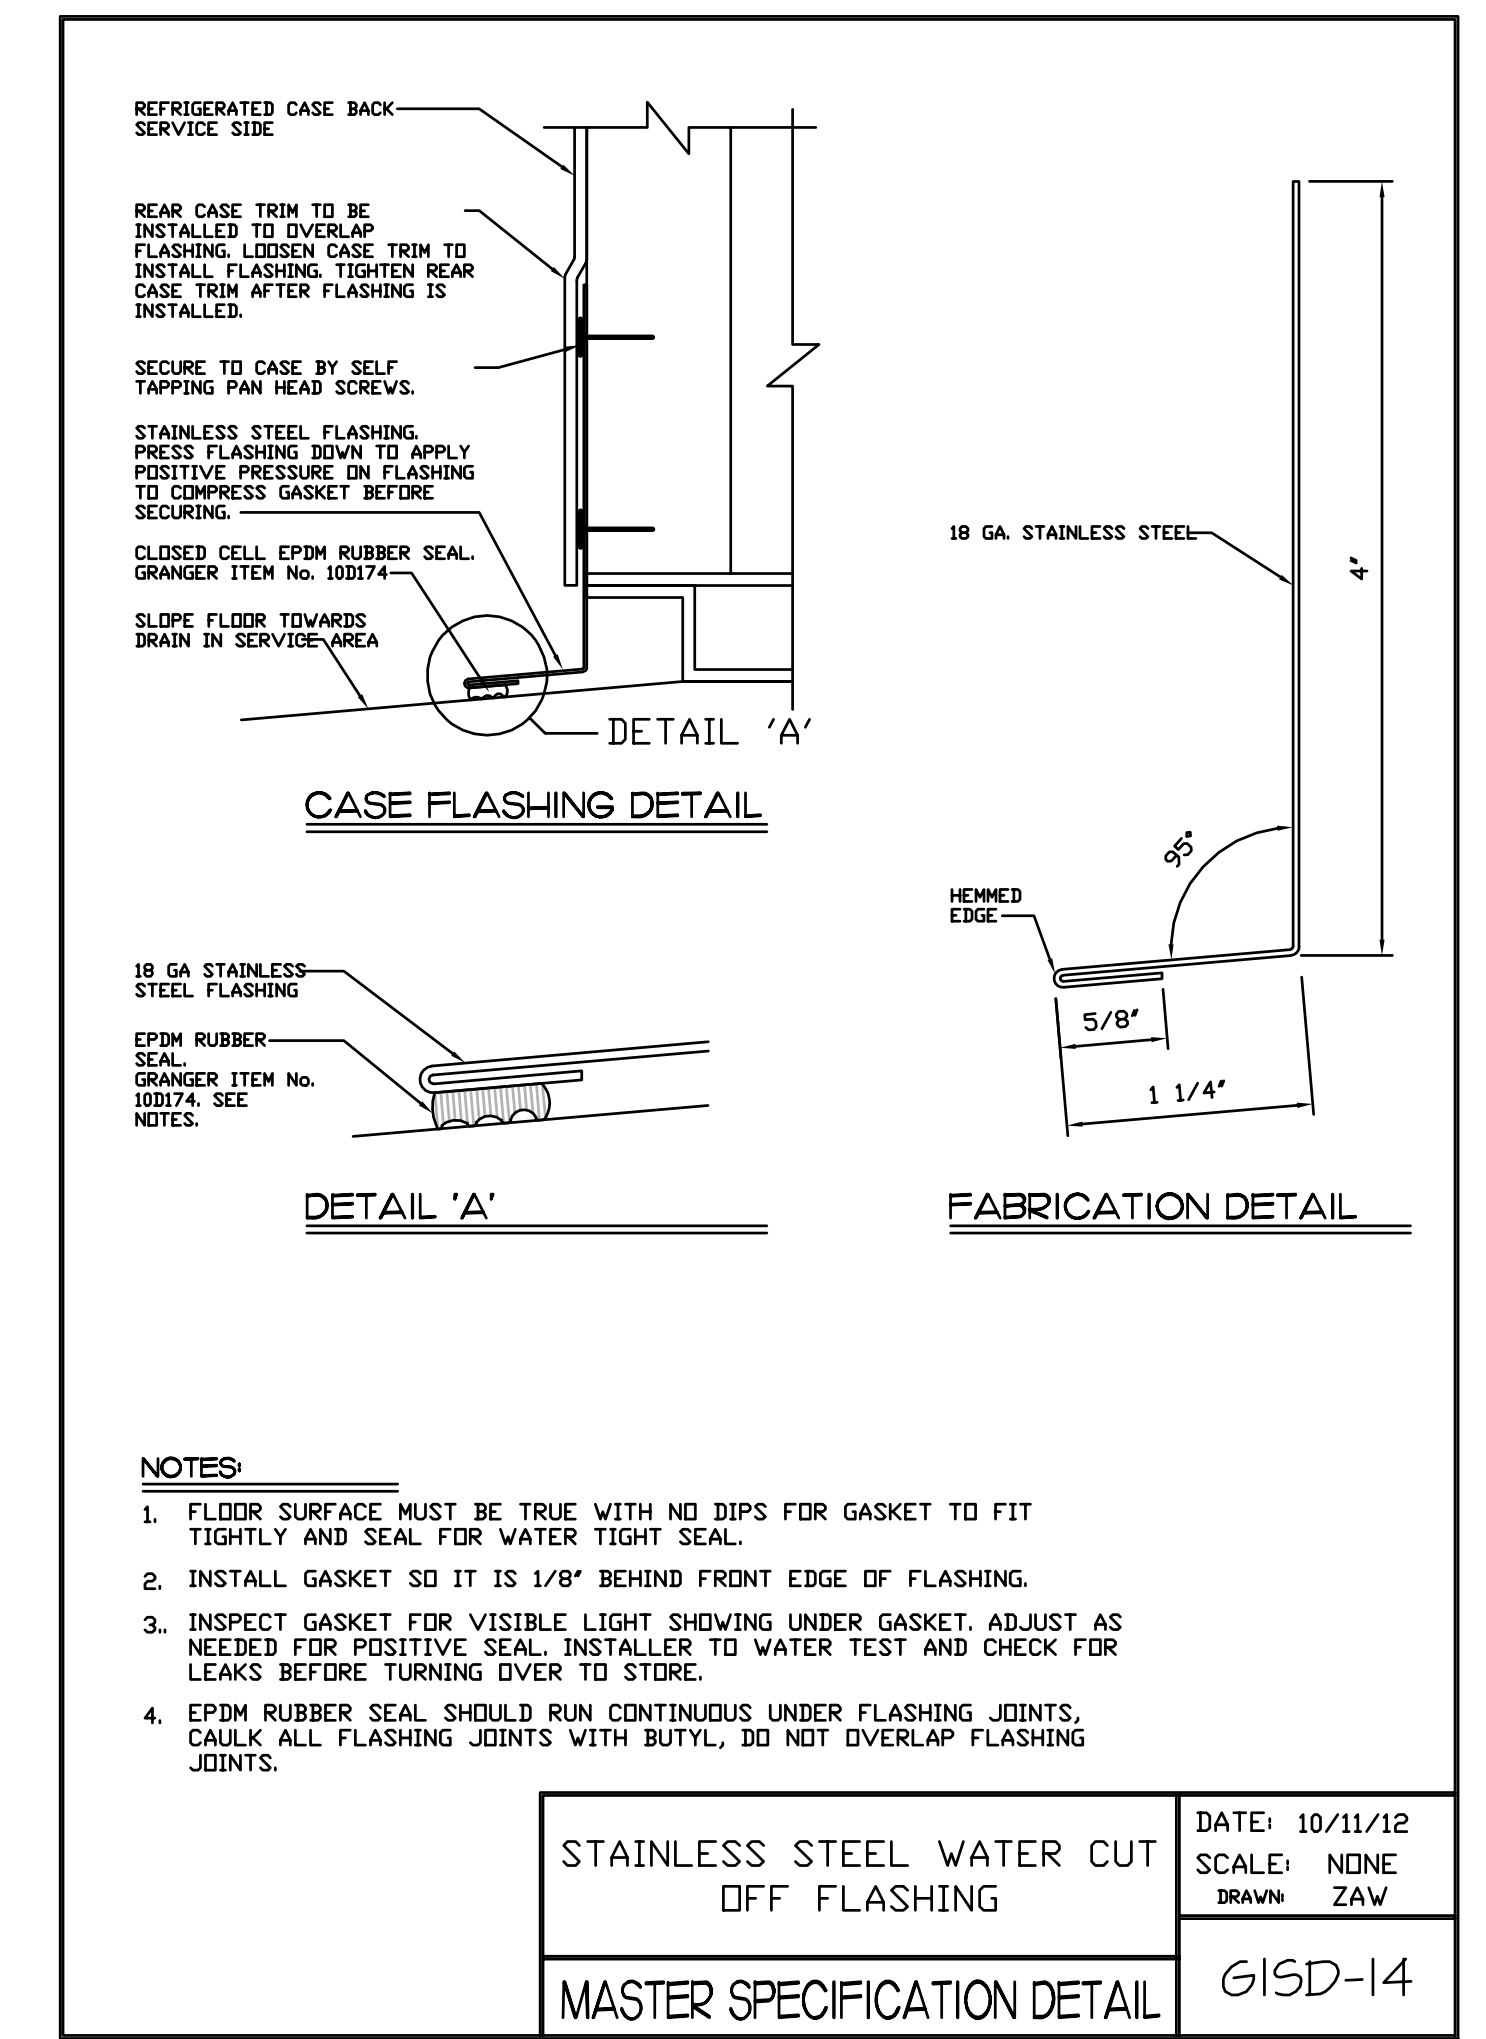 REFRIGERATED CASE BACK
SERVICE SIDE
REAR CASE TRIM TO BE
INSTALLED TO OVERLAP
FLASHING. LOOSEN CASE TRIM TO
INSTALL FLASHING. TIGHTEN REAR
CASE TRIM AFTER FLASHING IS
INSTALLED.
SECURE TO CASE BY SELF
TAPPING PAN HEAD SCREWS.
STAINLESS STEEL FLASHING.
PRESS FLASHING DOWN TO APPLY
POSITIVE PRESSURE ON FLASHING
TO COMPRESS GASKET BEFORE
SECURING.
CLOSED CELL EPDM RUBBER SEAL.
GRANGER ITEM No. 10D174
SLOPE FLOOR TOWARDS
DRAIN IN SERVICE AREA
DETAIL 'A'
CASE FLASHING DETAIL
18 GA. STAINLESS STEEL
4"
95°
HEMMED
EDGE
5/8"
1 1/4"
FABRICATION DETAIL
18 GA STAINLESS
STEEL FLASHING
EPDM RUBBER
SEAL.
GRANGER ITEM No.
10D174. SEE
NOTES.
DETAIL 'A'
NOTES:
1. FLOOR SURFACE MUST BE TRUE WITH NO DIPS FOR GASKET TO FIT
TIGHTLY AND SEAL FOR WATER TIGHT SEAL.
2. INSTALL GASKET SO IT IS 1/8" BEHIND FRONT EDGE OF FLASHING.
3.. INSPECT GASKET FOR VISIBLE LIGHT SHOWING UNDER GASKET. ADJUST AS
NEEDED FOR POSITIVE SEAL. INSTALLER TO WATER TEST AND CHECK FOR
LEAKS BEFORE TURNING OVER TO STORE.
4. EPDM RUBBER SEAL SHOULD RUN CONTINUOUS UNDER FLASHING JOINTS,
CAULK ALL FLASHING JOINTS WITH BUTYL, DO NOT OVERLAP FLASHING
JOINTS.
STAINLESS STEEL WATER CUT
OFF FLASHING
MASTER SPECIFICATION DETAIL
DATE: 10/11/12
SCALE: NONE
DRAWN: ZAW
GISD-14